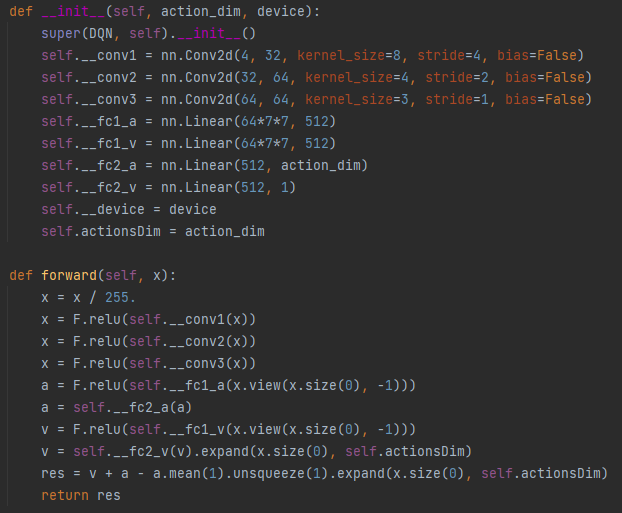 def __init__(self, action_dim, device):
    super(DQN, self).__init__()
    self.__conv1 = nn.Conv2d(4, 32, kernel_size=8, stride=4, bias=False)
    self.__conv2 = nn.Conv2d(32, 64, kernel_size=4, stride=2, bias=False)
    self.__conv3 = nn.Conv2d(64, 64, kernel_size=3, stride=1, bias=False)
    self.__fc1_a = nn.Linear(64*7*7, 512)
    self.__fc1_v = nn.Linear(64*7*7, 512)
    self.__fc2_a = nn.Linear(512, action_dim)
    self.__fc2_v = nn.Linear(512, 1)
    self.__device = device
    self.actionsDim = action_dim

def forward(self, x):
    x = x / 255.
    x = F.relu(self.__conv1(x))
    x = F.relu(self.__conv2(x))
    x = F.relu(self.__conv3(x))
    a = F.relu(self.__fc1_a(x.view(x.size(0), -1)))
    a = self.__fc2_a(a)
    v = F.relu(self.__fc1_v(x.view(x.size(0), -1)))
    v = self.__fc2_v(v).expand(x.size(0), self.actionsDim)
    res = v + a - a.mean(1).unsqueeze(1).expand(x.size(0), self.actionsDim)
    return res